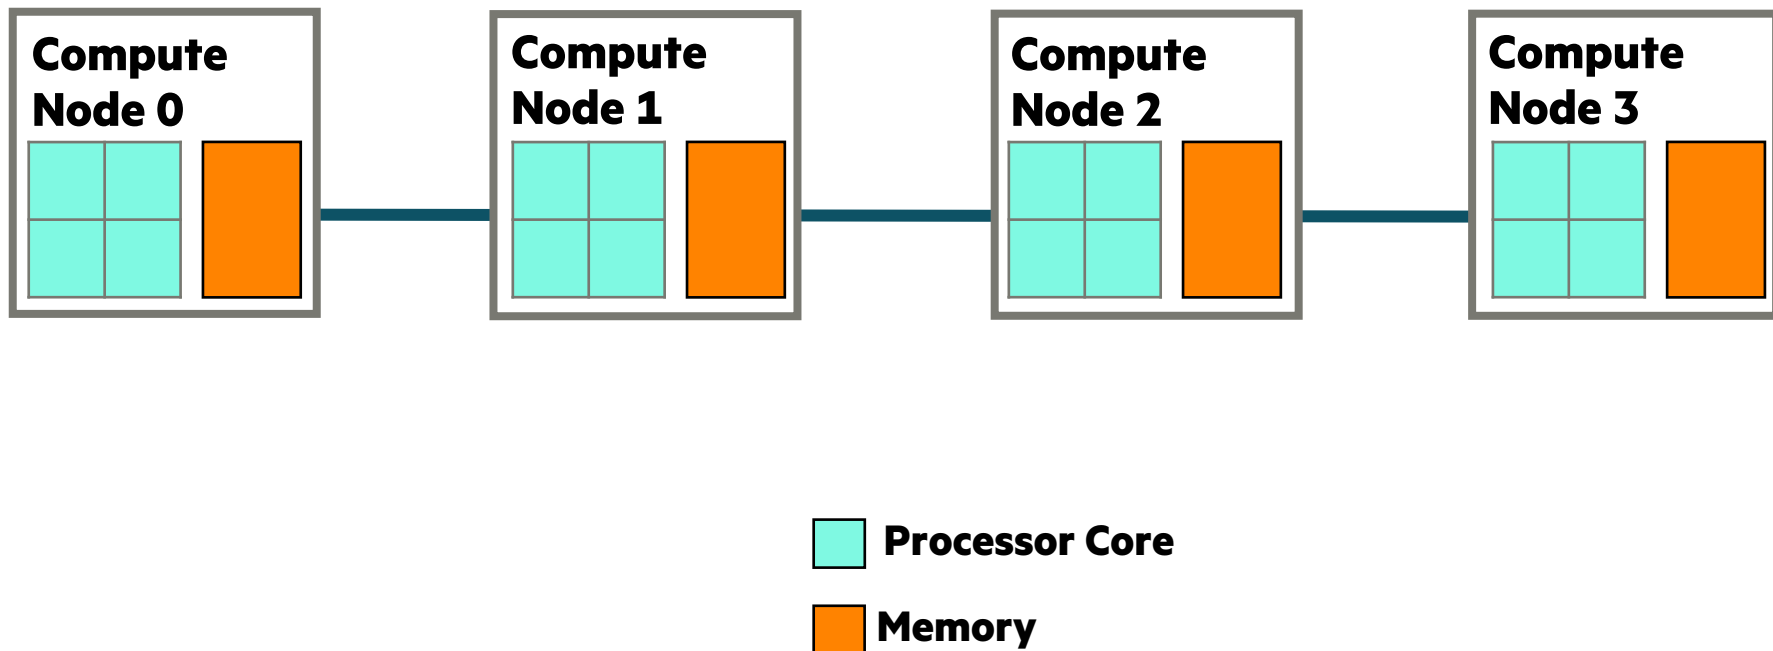 Compute
Node 0
Compute
Node 1
Compute
Node 2
Compute
Node 3
Processor Core
Memory